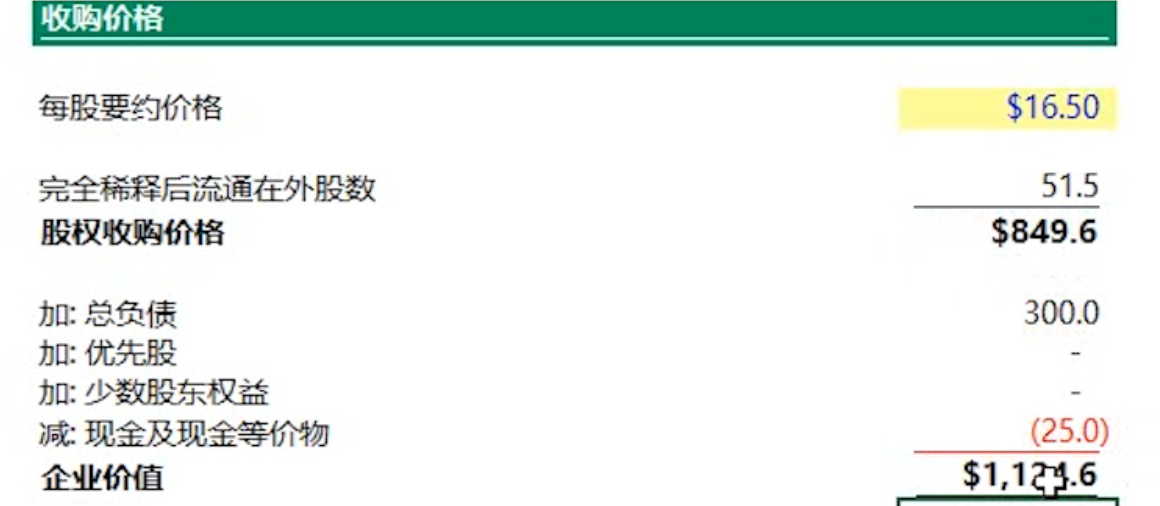 收购价格
每股要约价格 $16.50
完全稀释后流通在外股数 51.5
股权收购价格 $849.6
加: 总负债 300.0
加: 优先股 -
加: 少数股东权益 -
减: 现金及现金等价物 (25.0)
企业价值 $1,124.6